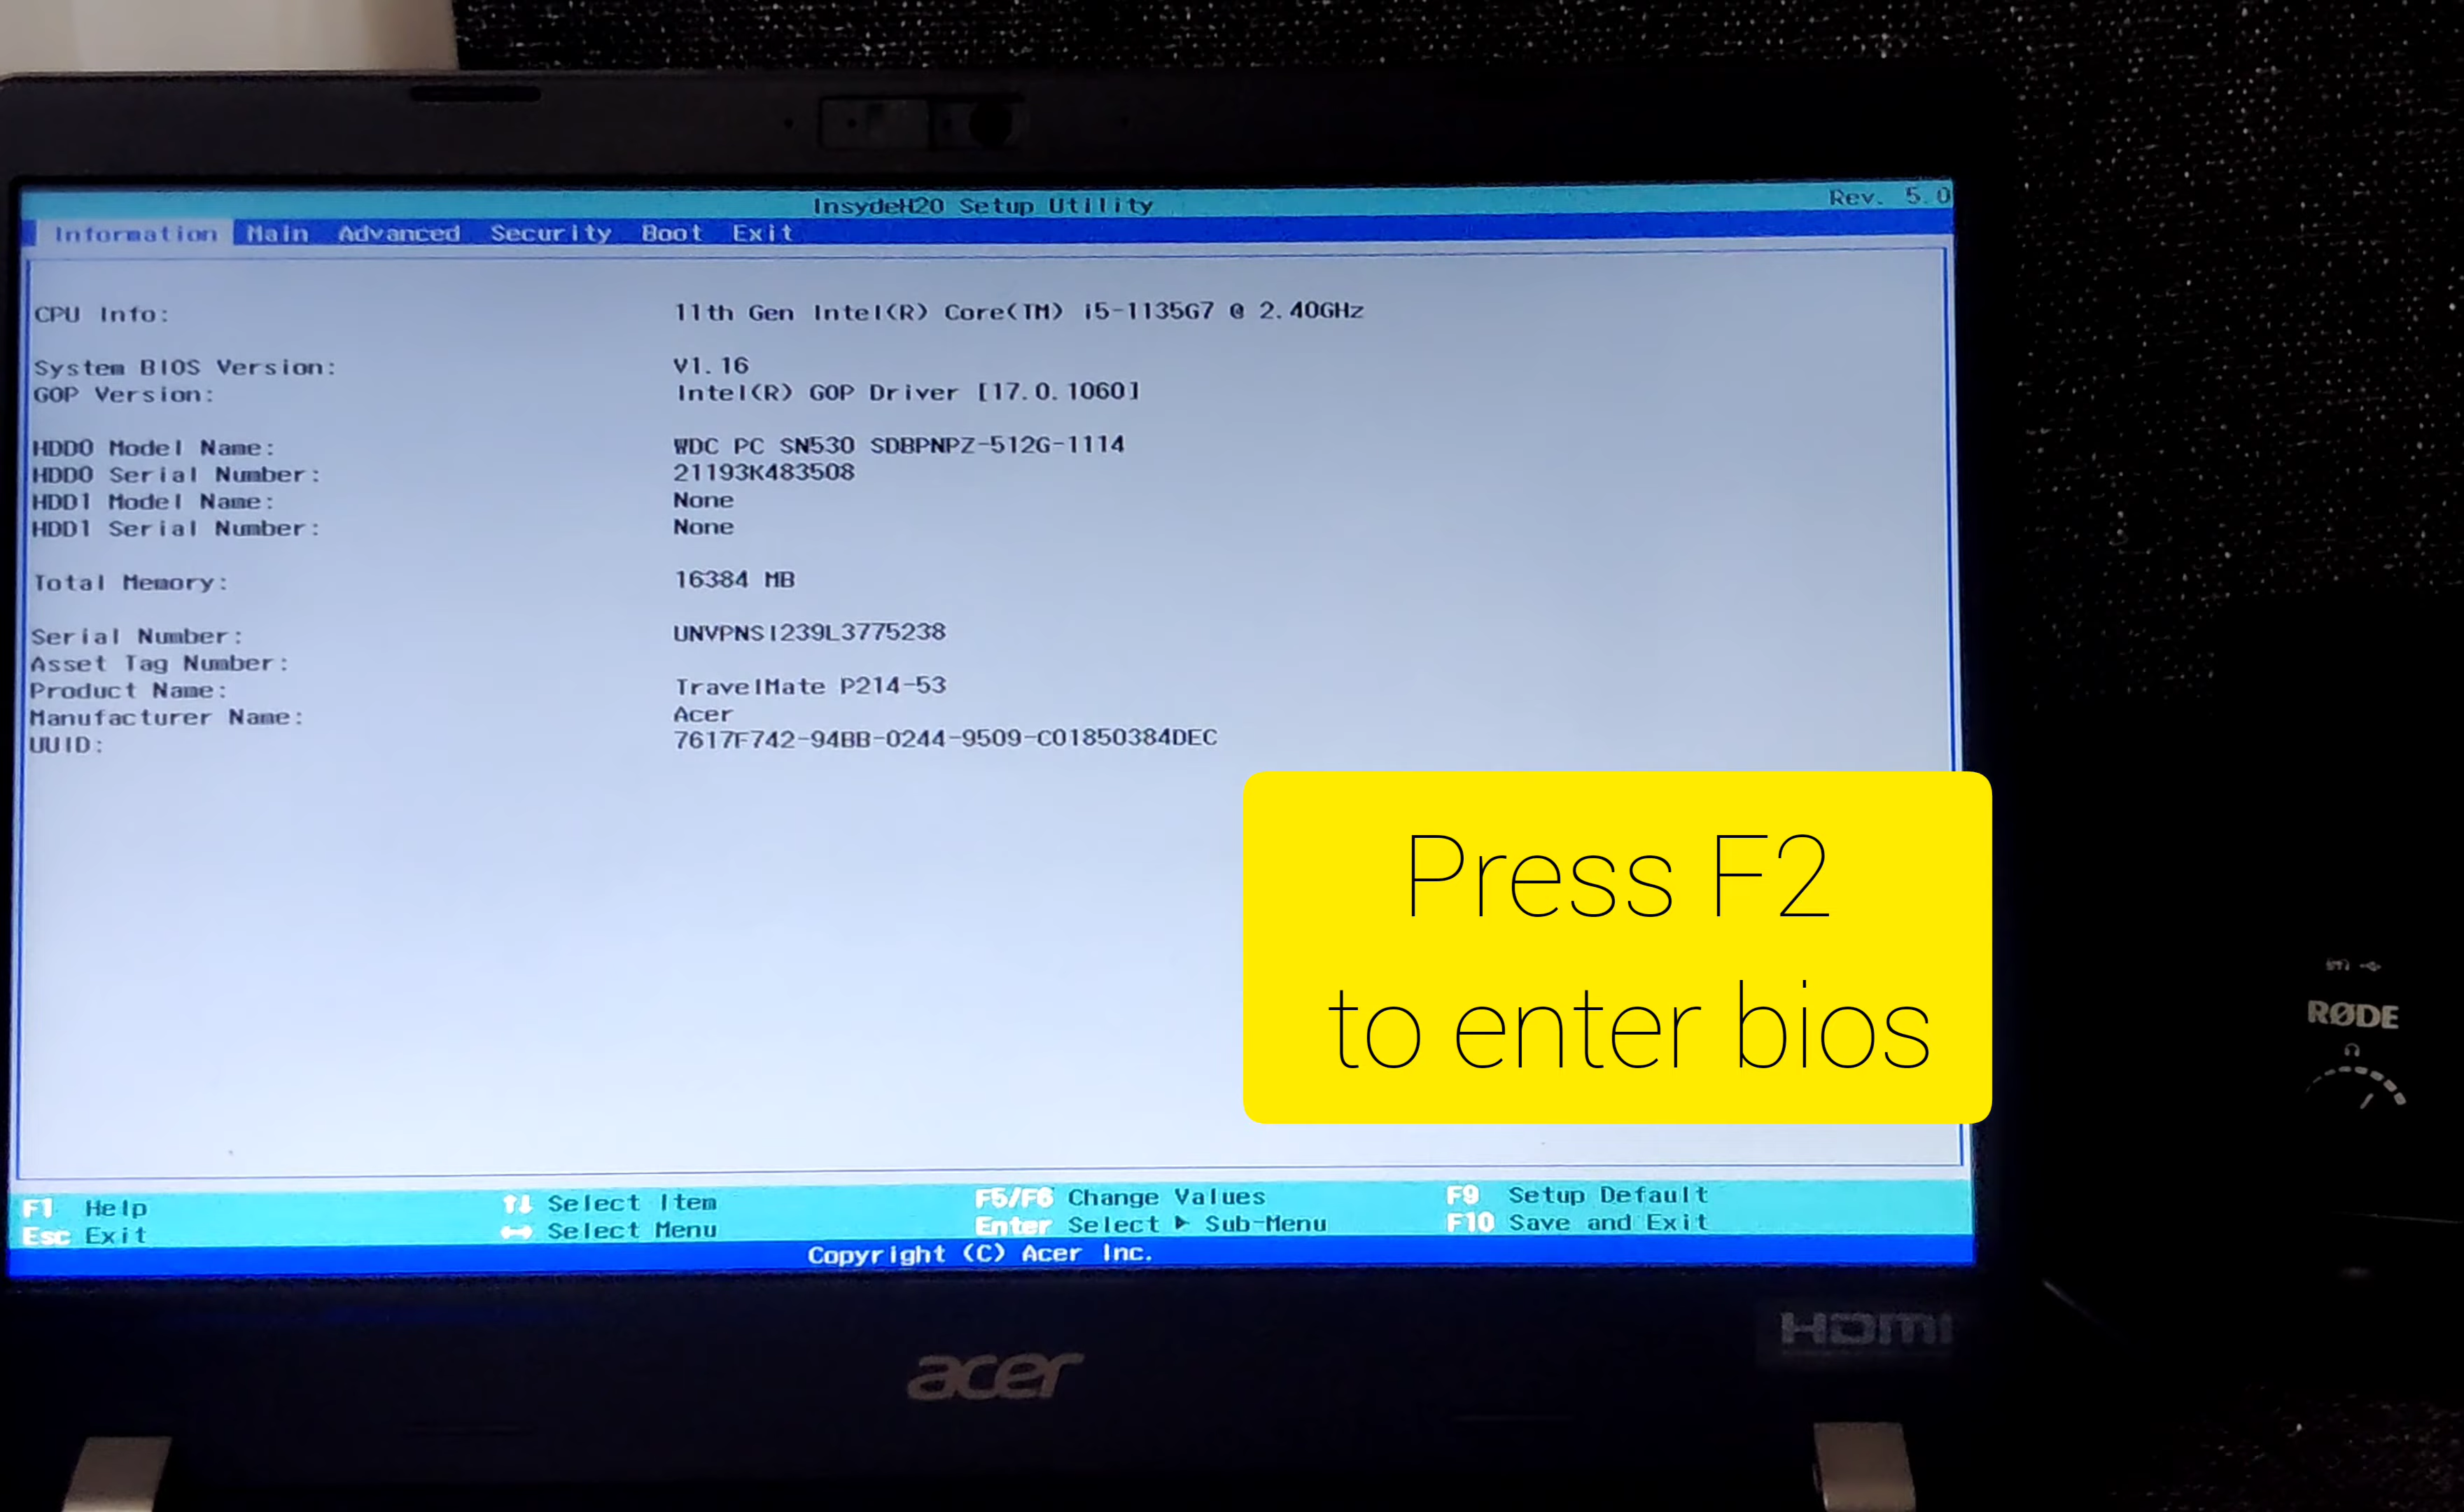 InsydeH20 Setup Utility Rev. 5.0
Information Main Advanced Security Boot Exit
CPU Info: 11th Gen Intel(R) Core(TM) i5-1135G7 @ 2.40GHz
System BIOS Version: V1.16
GOP Version: Intel(R) GOP Driver [17.0.1060]
HDD0 Model Name: WDC PC SN530 SDBPNPZ-512G-1114
HDD0 Serial Number: 21193K483508
HDD1 Model Name: None
HDD1 Serial Number: None
Total Memory: 16384 MB
Serial Number: UNVPNSI239L3775238
Asset Tag Number:
Product Name: TravelMate P214-53
Manufacturer Name: Acer
UUID: 7617F742-94BB-0244-9509-C01850384DEC
Press F2
to enter bios
RØDE
F1 Help ↑↓ Select Item F5/F6 Change Values F9 Setup Default
Esc Exit ↔ Select Menu Enter Select ▶ Sub-Menu F10 Save and Exit
Copyright (C) Acer Inc.
HDMI
acer